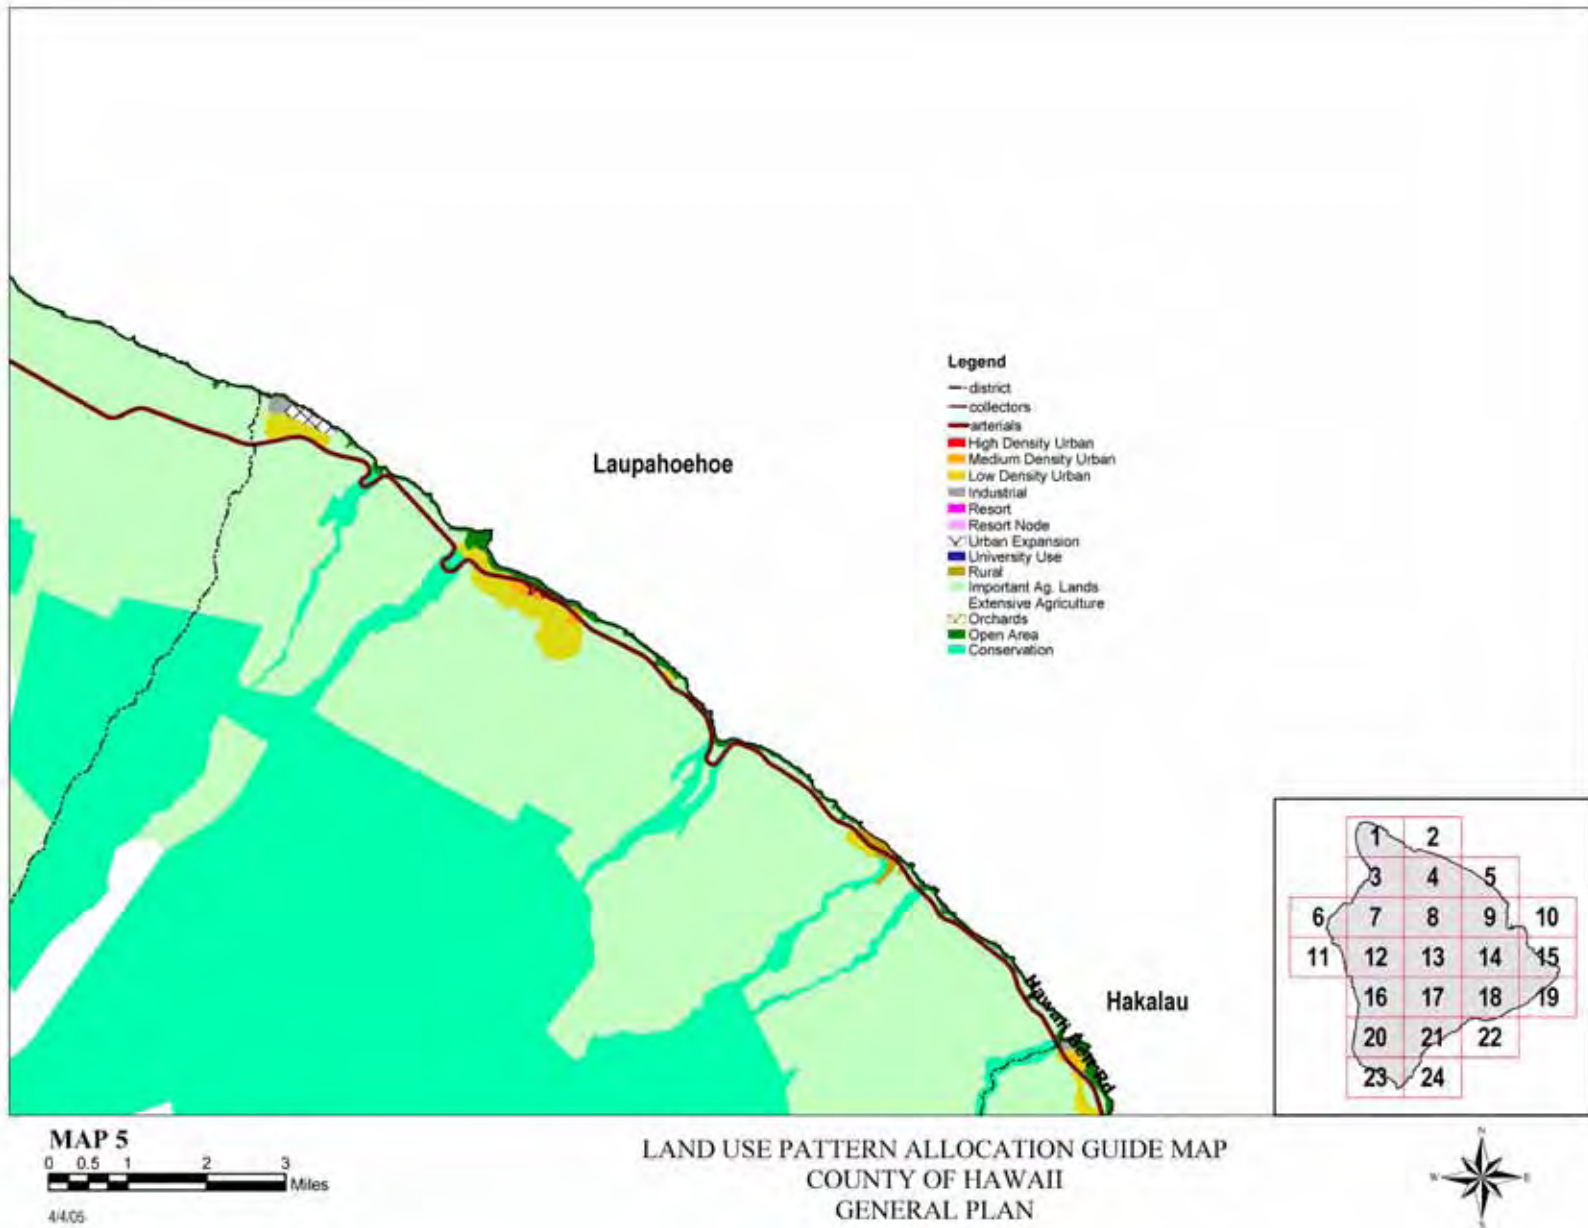 Legend
district
collectors
arterials
High Density Urban
Medium Density Urban
Low Density Urban
Industrial
Resort
Resort Node
Urban Expansion
University Use
Rural
Important Ag. Lands
Extensive Agriculture
Orchards
Open Area
Conservation
Laupahoehoe
Hakalau
Hawaii Belt Rd
1 2
3 4 5
6 7 8 9 10
11 12 13 14 15
16 17 18 19
20 21 22
23 24
MAP 5
0 0.5 1 2 3
Miles
4/4/05
LAND USE PATTERN ALLOCATION GUIDE MAP
COUNTY OF HAWAII
GENERAL PLAN
N
W E
S